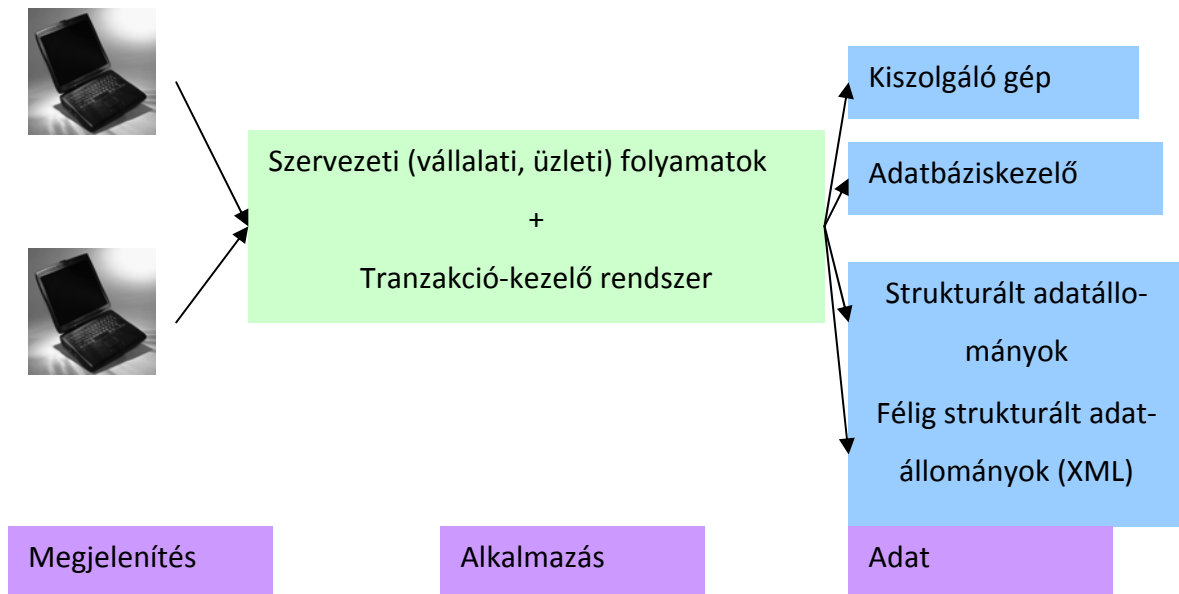 Kiszolgáló gép
Szervezeti (vállalati, üzleti) folyamatok
+
Tranzakció-kezelő rendszer
Adatbáziskezelő
Strukturált adatállo-
mányok
Félig strukturált adat-
állományok (XML)
Megjelenítés
Alkalmazás
Adat